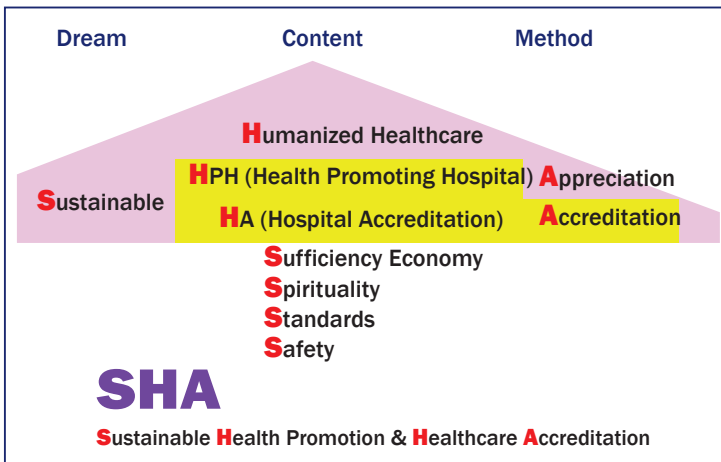 Dream Content Method
Humanized Healthcare
HPH (Health Promoting Hospital) Appreciation
Sustainable
HA (Hospital Accreditation) Accreditation
Sufficiency Economy
Spirituality
Standards
Safety
SHA
Sustainable Health Promotion & Healthcare Accreditation